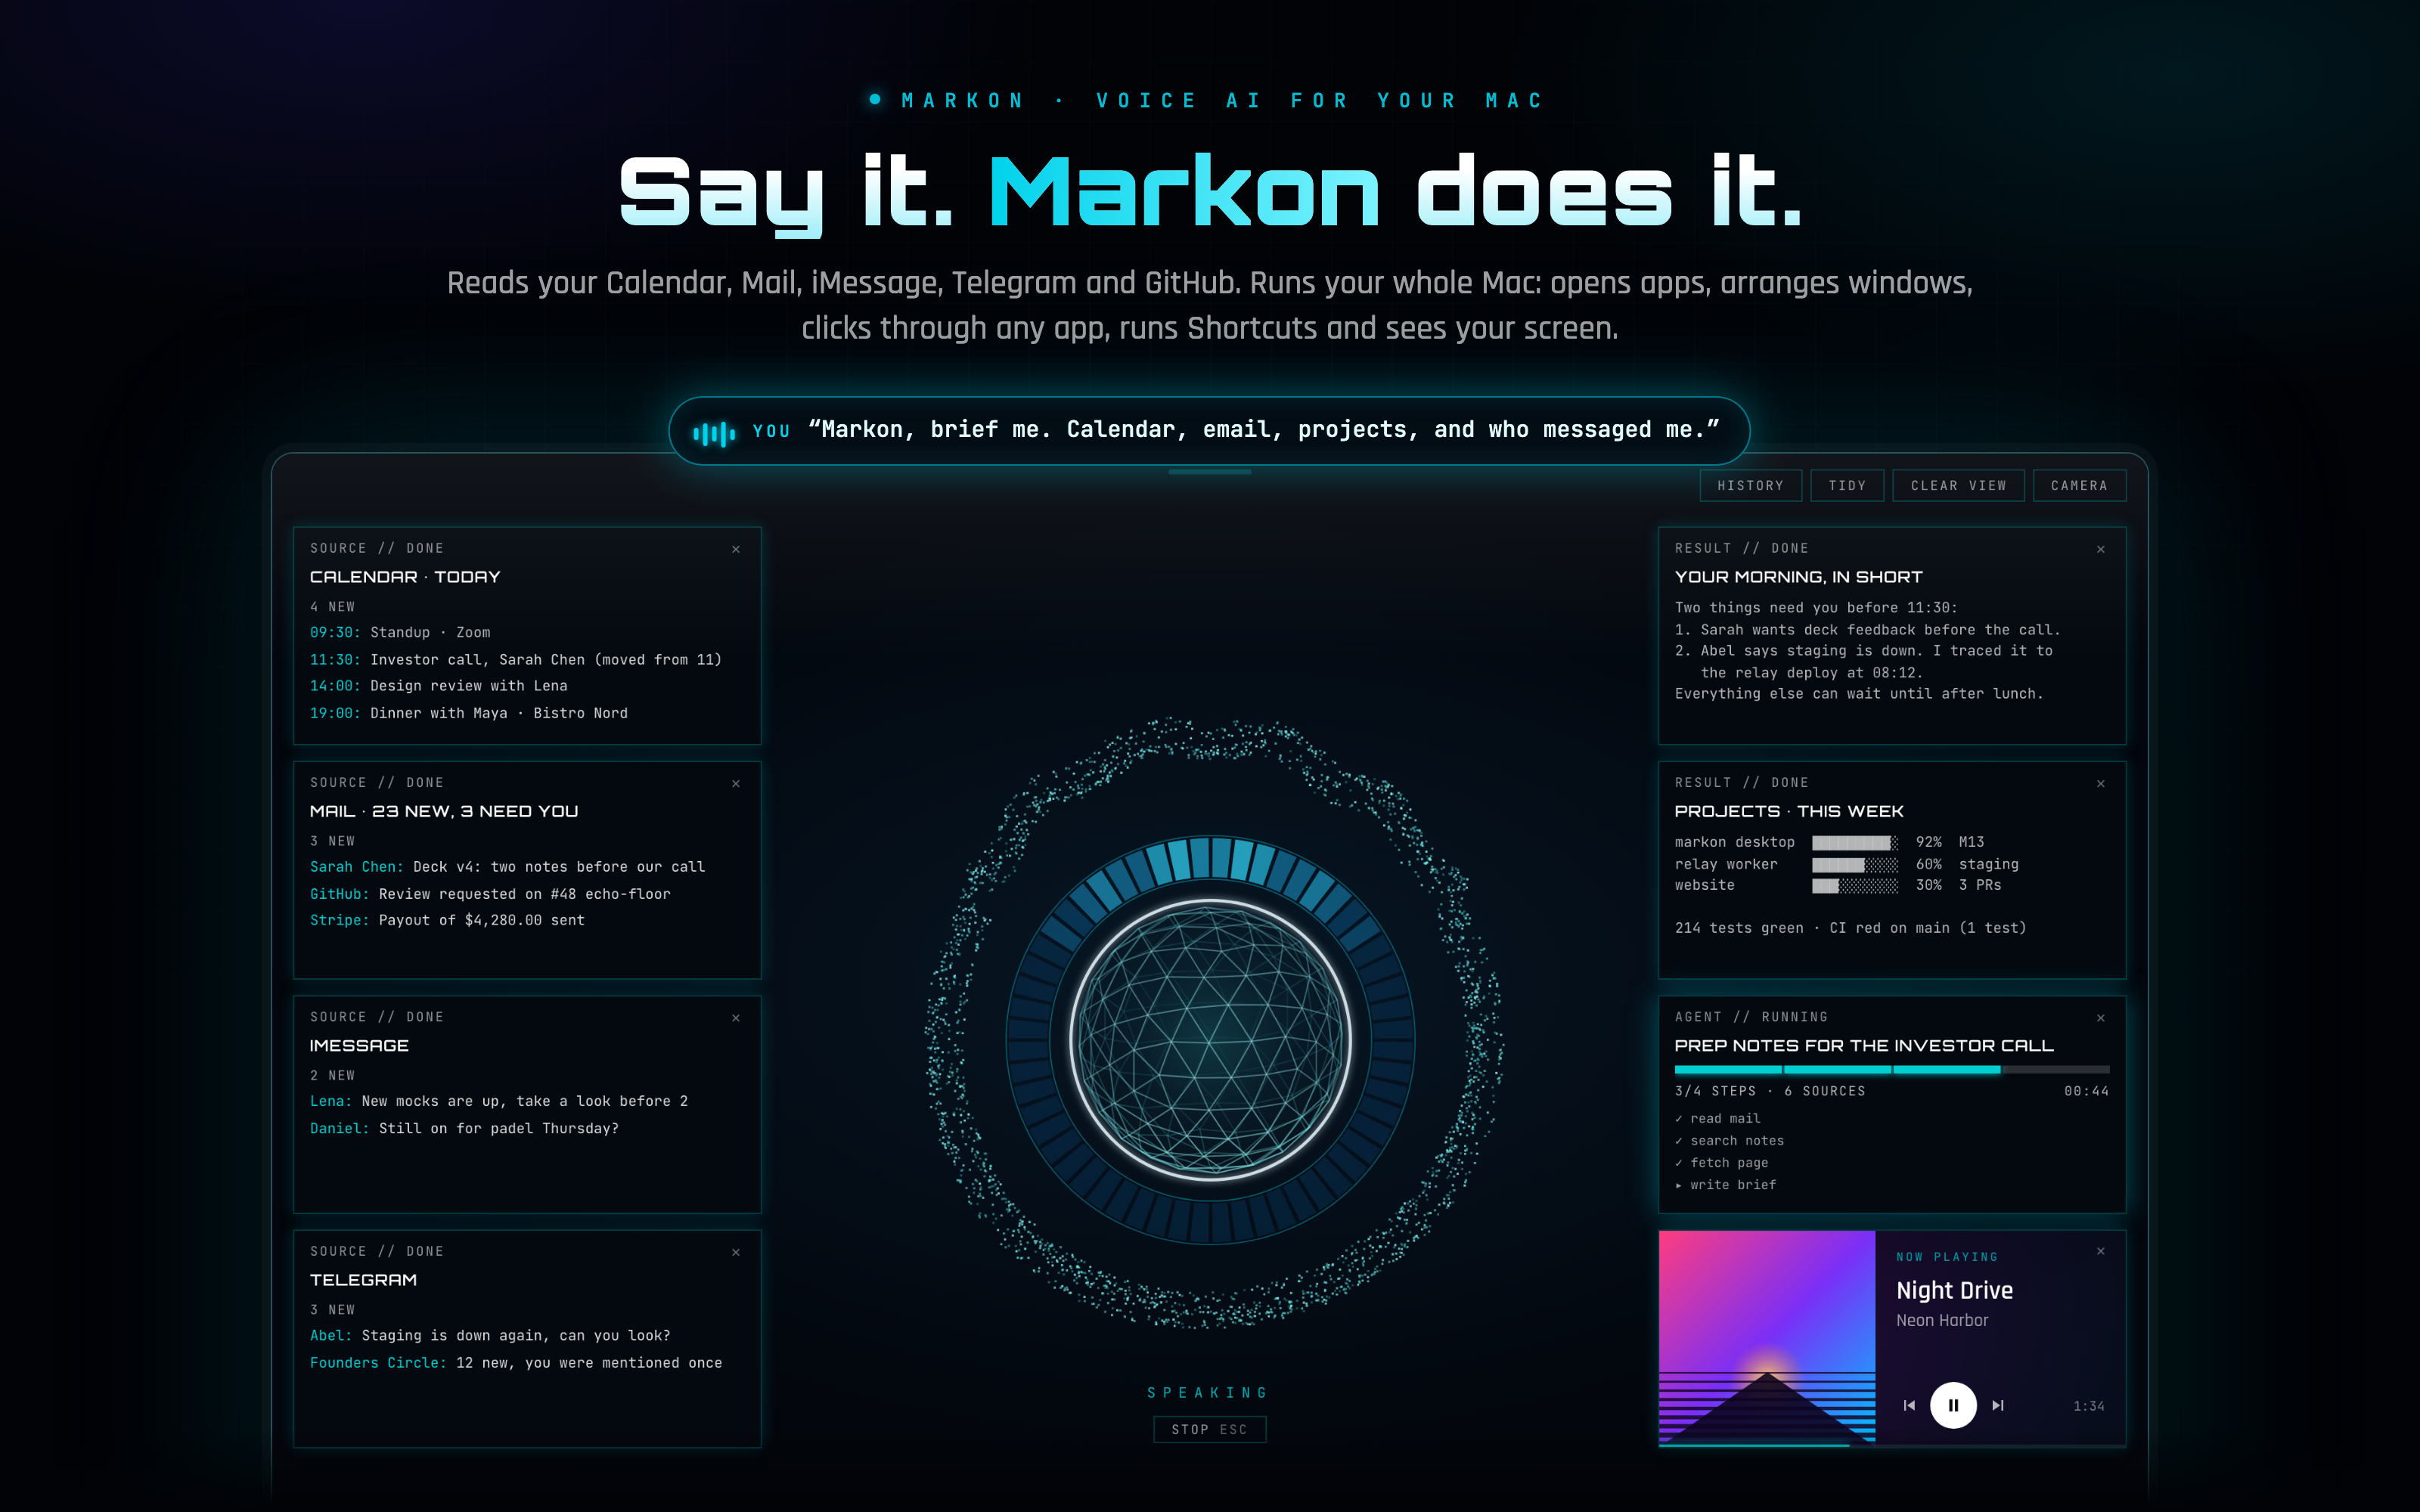 MARKON · VOICE AI FOR YOUR MAC
Say it. Markon does it.
Reads your Calendar, Mail, iMessage, Telegram and GitHub. Runs your whole Mac: opens apps, arranges windows,
clicks through any app, runs Shortcuts and sees your screen.
YOU “Markon, brief me. Calendar, email, projects, and who messaged me.”
HISTORY
TIDY
CLEAR VIEW
CAMERA
SOURCE // DONE ×
CALENDAR · TODAY
4 NEW
09:30: Standup · Zoom
11:30: Investor call, Sarah Chen (moved from 11)
14:00: Design review with Lena
19:00: Dinner with Maya · Bistro Nord
SOURCE // DONE ×
MAIL · 23 NEW, 3 NEED YOU
3 NEW
Sarah Chen: Deck v4: two notes before our call
GitHub: Review requested on #48 echo-floor
Stripe: Payout of $4,280.00 sent
SOURCE // DONE ×
IMESSAGE
2 NEW
Lena: New mocks are up, take a look before 2
Daniel: Still on for padel Thursday?
SOURCE // DONE ×
TELEGRAM
3 NEW
Abel: Staging is down again, can you look?
Founders Circle: 12 new, you were mentioned once
SPEAKING
STOP ESC
RESULT // DONE ×
YOUR MORNING, IN SHORT
Two things need you before 11:30:
1. Sarah wants deck feedback before the call.
2. Abel says staging is down. I traced it to
the relay deploy at 08:12.
Everything else can wait until after lunch.
RESULT // DONE ×
PROJECTS · THIS WEEK
markon desktop 92% M13
relay worker 60% staging
website 30% 3 PRs
214 tests green · CI red on main (1 test)
AGENT // RUNNING ×
PREP NOTES FOR THE INVESTOR CALL
3/4 STEPS · 6 SOURCES 00:44
✓ read mail
✓ search notes
✓ fetch page
▸ write brief
NOW PLAYING ×
Night Drive
Neon Harbor
1:34